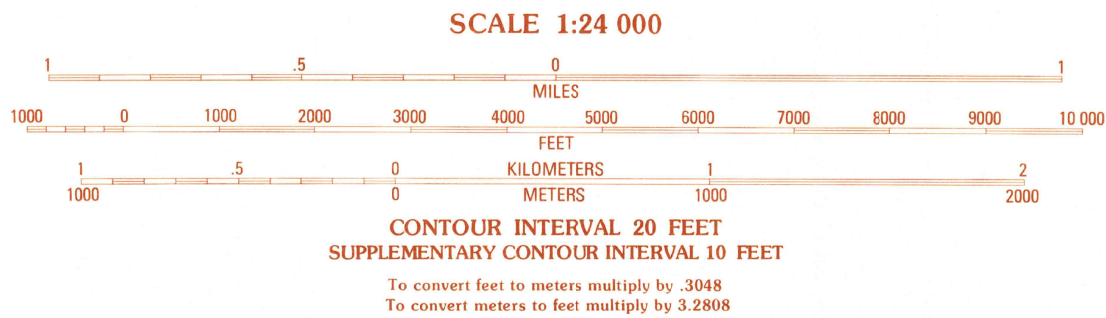 SCALE 1:24 000
1 .5 0 1
MILES
1000 0 1000 2000 3000 4000 5000 6000 7000 8000 9000 10 000
FEET
1 .5 0 KILOMETERS 1 2
1000 0 METERS 1000 2000
CONTOUR INTERVAL 20 FEET
SUPPLEMENTARY CONTOUR INTERVAL 10 FEET
To convert feet to meters multiply by .3048
To convert meters to feet multiply by 3.2808